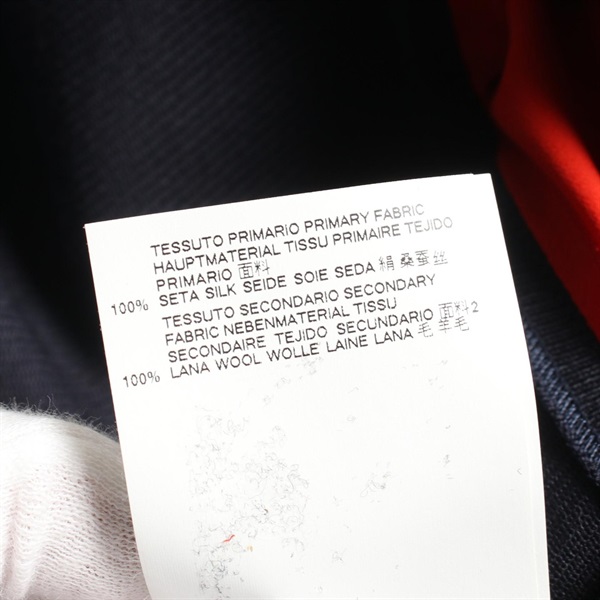 TESSUTO PRIMARIO PRIMARY FABRIC
HAUPTMATERIAL TISSU PRIMAIRE TEJIDO
PRIMARIO 面料
100% SETA SILK SEIDE SOIE SEDA 絹 桑蚕丝
TESSUTO SECONDARIO SECONDARY
FABRIC NEBENMATERIAL TISSU
SECONDAIRE TEJIDO SECUNDARIO 面料2
100% LANA WOOL WOLLE LAINE LANA 毛 羊毛